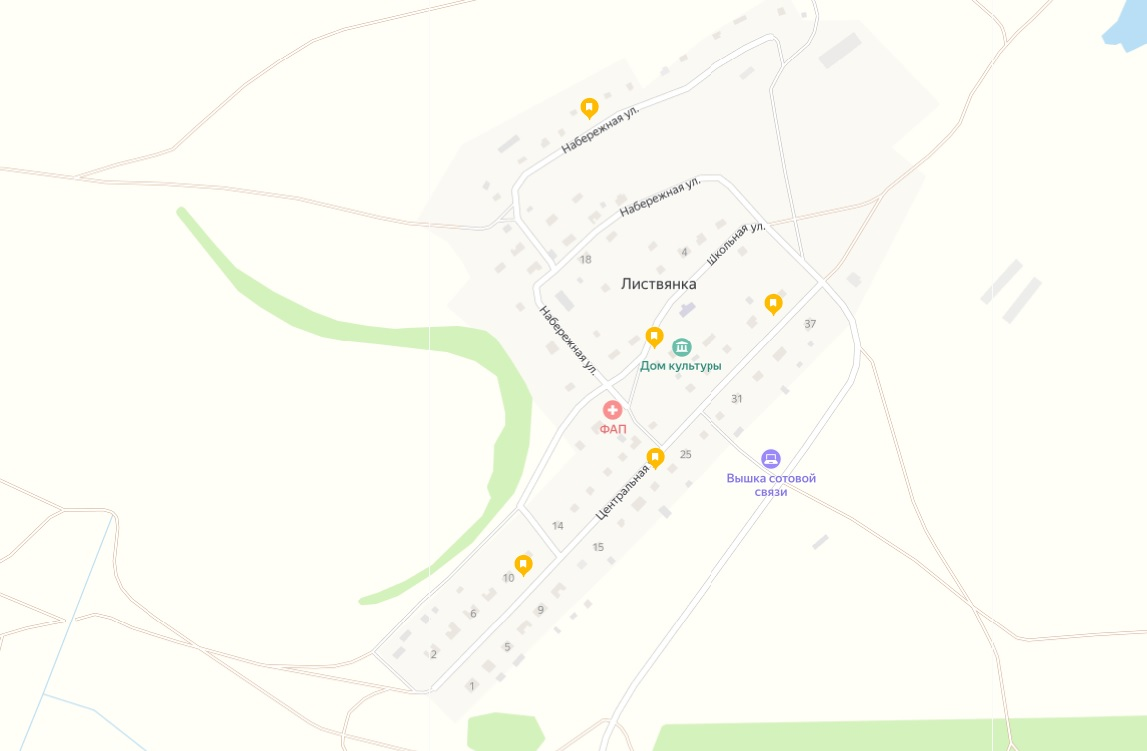 Набережная ул.
Набережная ул.
Школьная ул.
4
18
Листвянка
Набережная ул.
37
Дом культуры
31
ФАП
25
Вышка сотовой
связи
Центральная
14
15
10
9
6
5
2
1